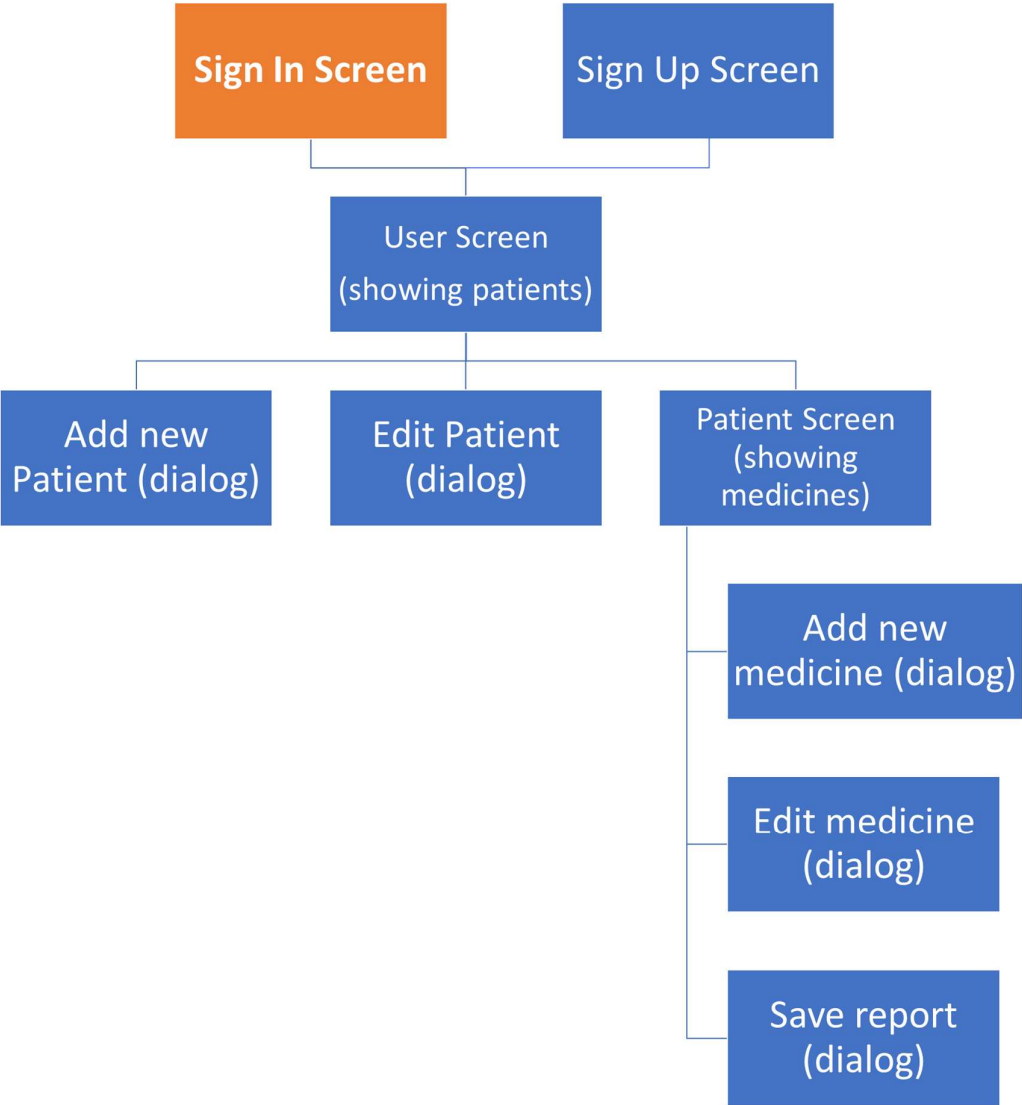 Sign In Screen
Sign Up Screen
User Screen
(showing patients)
Add new
Patient (dialog)
Edit Patient
(dialog)
Patient Screen
(showing
medicines)
Add new
medicine (dialog)
Edit medicine
(dialog)
Save report
(dialog)